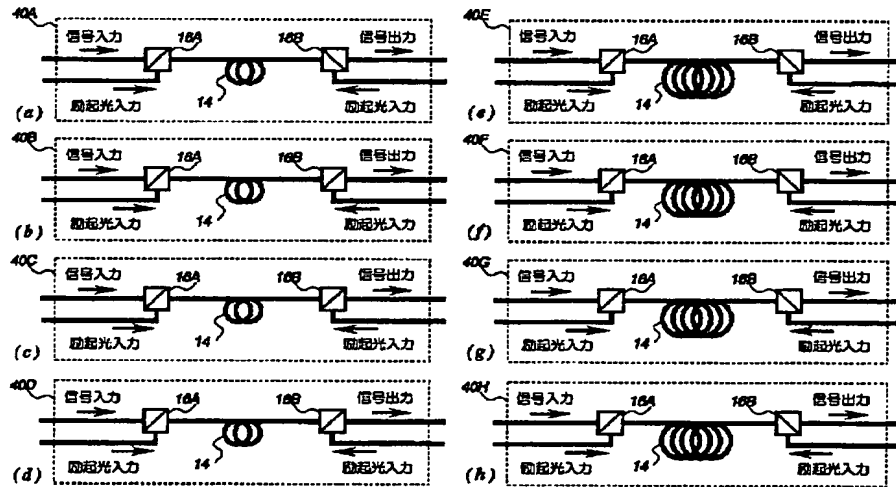 40A
信号入力 16A 16B 信号出力
14
(a) 励起光入力 励起光入力
40B
信号入力 16A 16B 信号出力
14
(b) 励起光入力 励起光入力
40C
信号入力 16A 16B 信号出力
14
(c) 励起光入力 励起光入力
40D
信号入力 16A 16B 信号出力
14
(d) 励起光入力 励起光入力
40E
信号入力 16A 16B 信号出力
14
(e) 励起光入力 励起光入力
40F
信号入力 16A 16B 信号出力
14
(f) 励起光入力 励起光入力
40G
信号入力 16A 16B 信号出力
14
(g) 励起光入力 励起光入力
40H
信号入力 16A 16B 信号出力
14
(h) 励起光入力 励起光入力